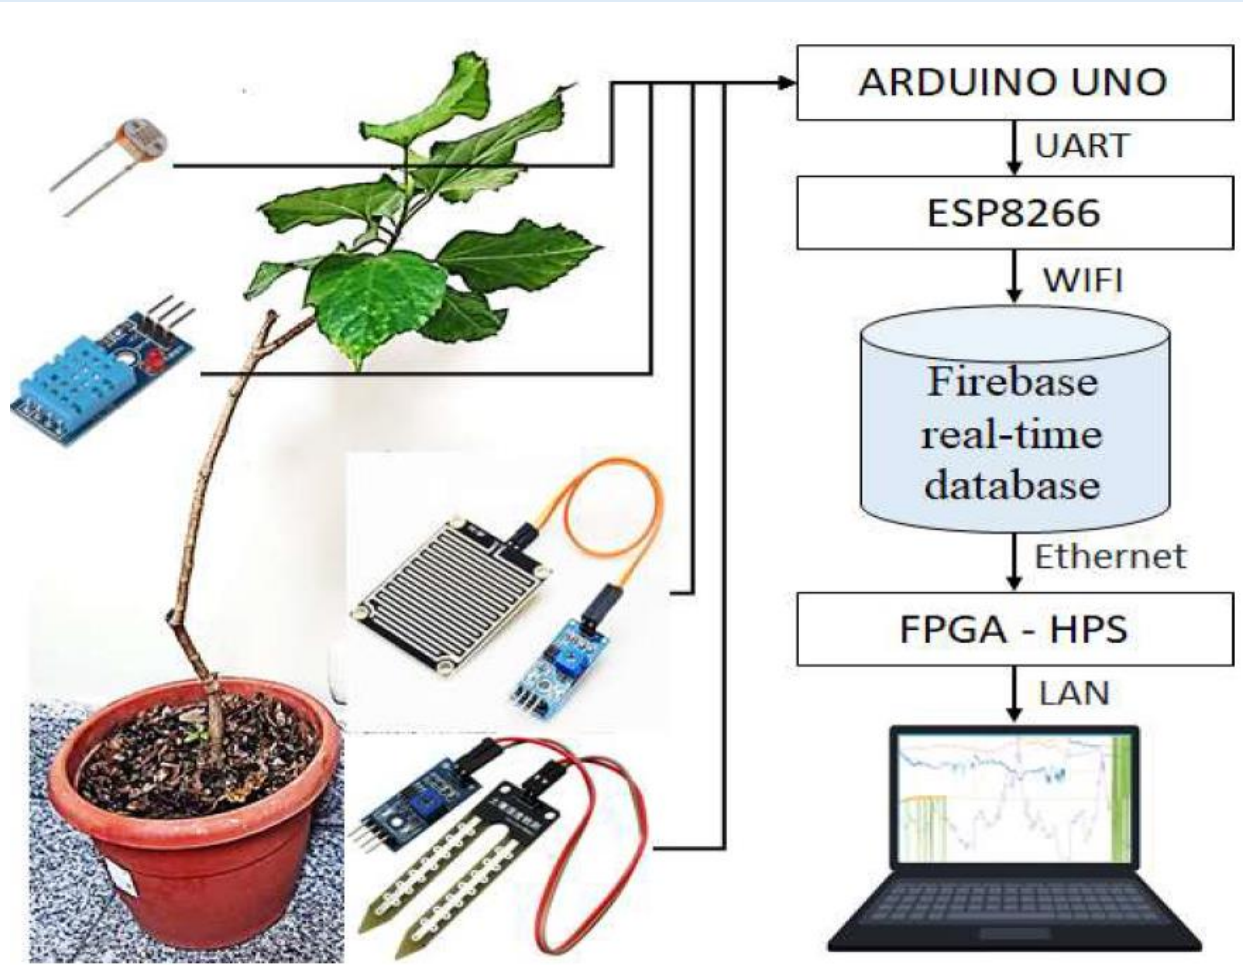 ARDUINO UNO
UART
ESP8266
WIFI
Firebase
real-time
database
Ethernet
FPGA - HPS
LAN